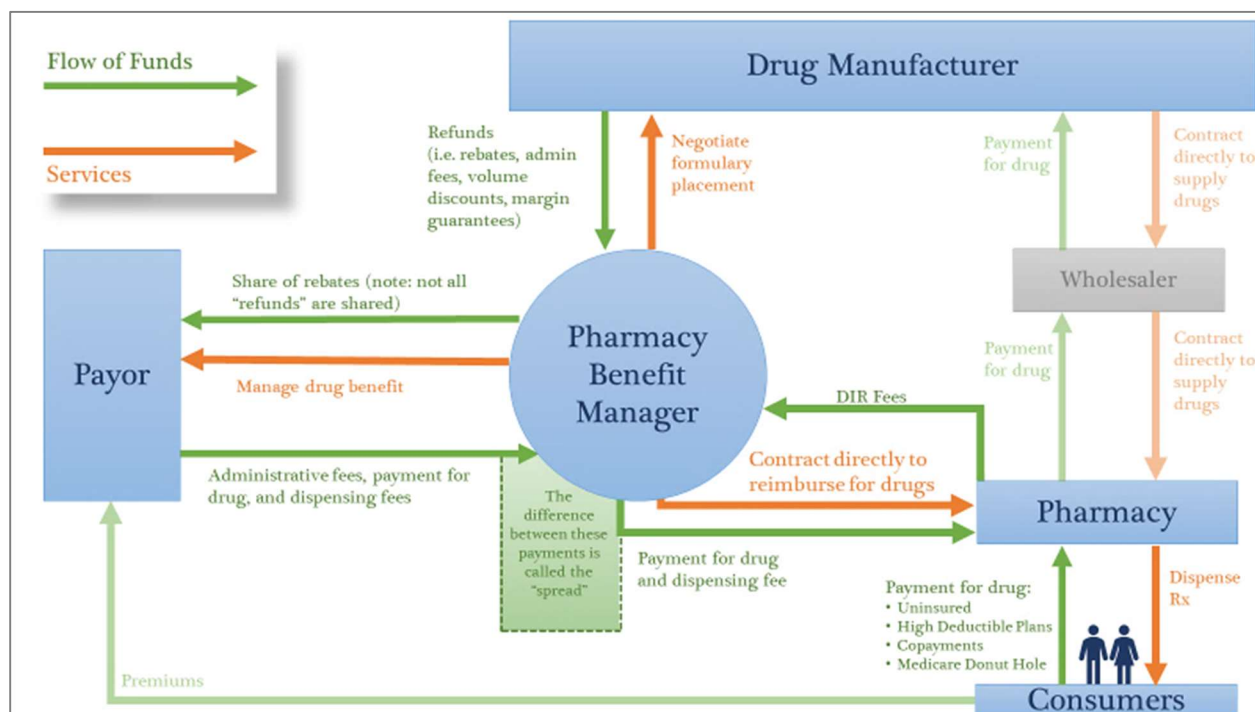 Flow of Funds
Services
Drug Manufacturer
Refunds
(i.e. rebates, admin
fees, volume
discounts, margin
guarantees)
Negotiate
formulary
placement
Payment
for drug
Contract
directly to
supply
drugs
Wholesaler
Share of rebates (note: not all
“refunds” are shared)
Payor
Manage drug benefit
Pharmacy
Benefit
Manager
Payment
for drug
Contract
directly to
supply
drugs
DIR Fees
Administrative fees, payment for
drug, and dispensing fees
The
difference
between these
payments is
called the
“spread”
Contract directly to
reimburse for drugs
Pharmacy
Payment for drug
and dispensing fee
Payment for drug:
• Uninsured
• High Deductible Plans
• Copayments
• Medicare Donut Hole
Dispense
Rx
Premiums
Consumers